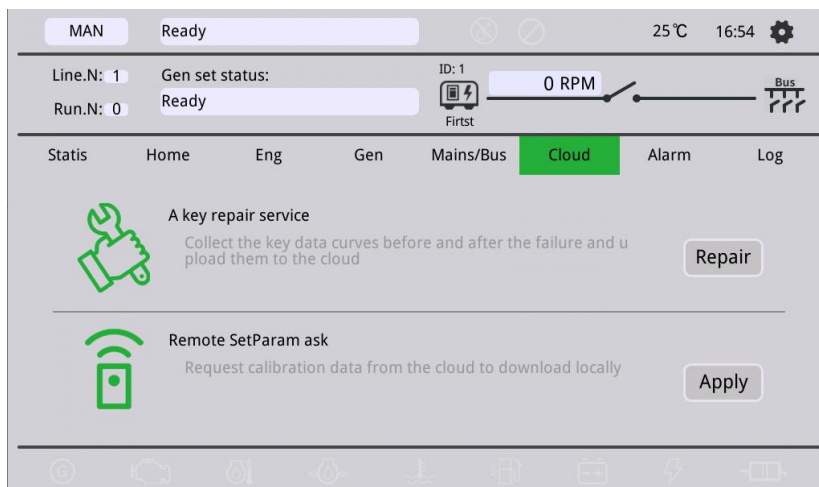 MAN Ready 25℃ 16:54
Line.N: 1 Gen set status: ID: 1 0 RPM Bus
Run.N: 0 Ready Firtst
Statis Home Eng Gen Mains/Bus Cloud Alarm Log
A key repair service
Collect the key data curves before and after the failure and u
pload them to the cloud
Repair
Remote SetParam ask
Request calibration data from the cloud to download locally
Apply
G